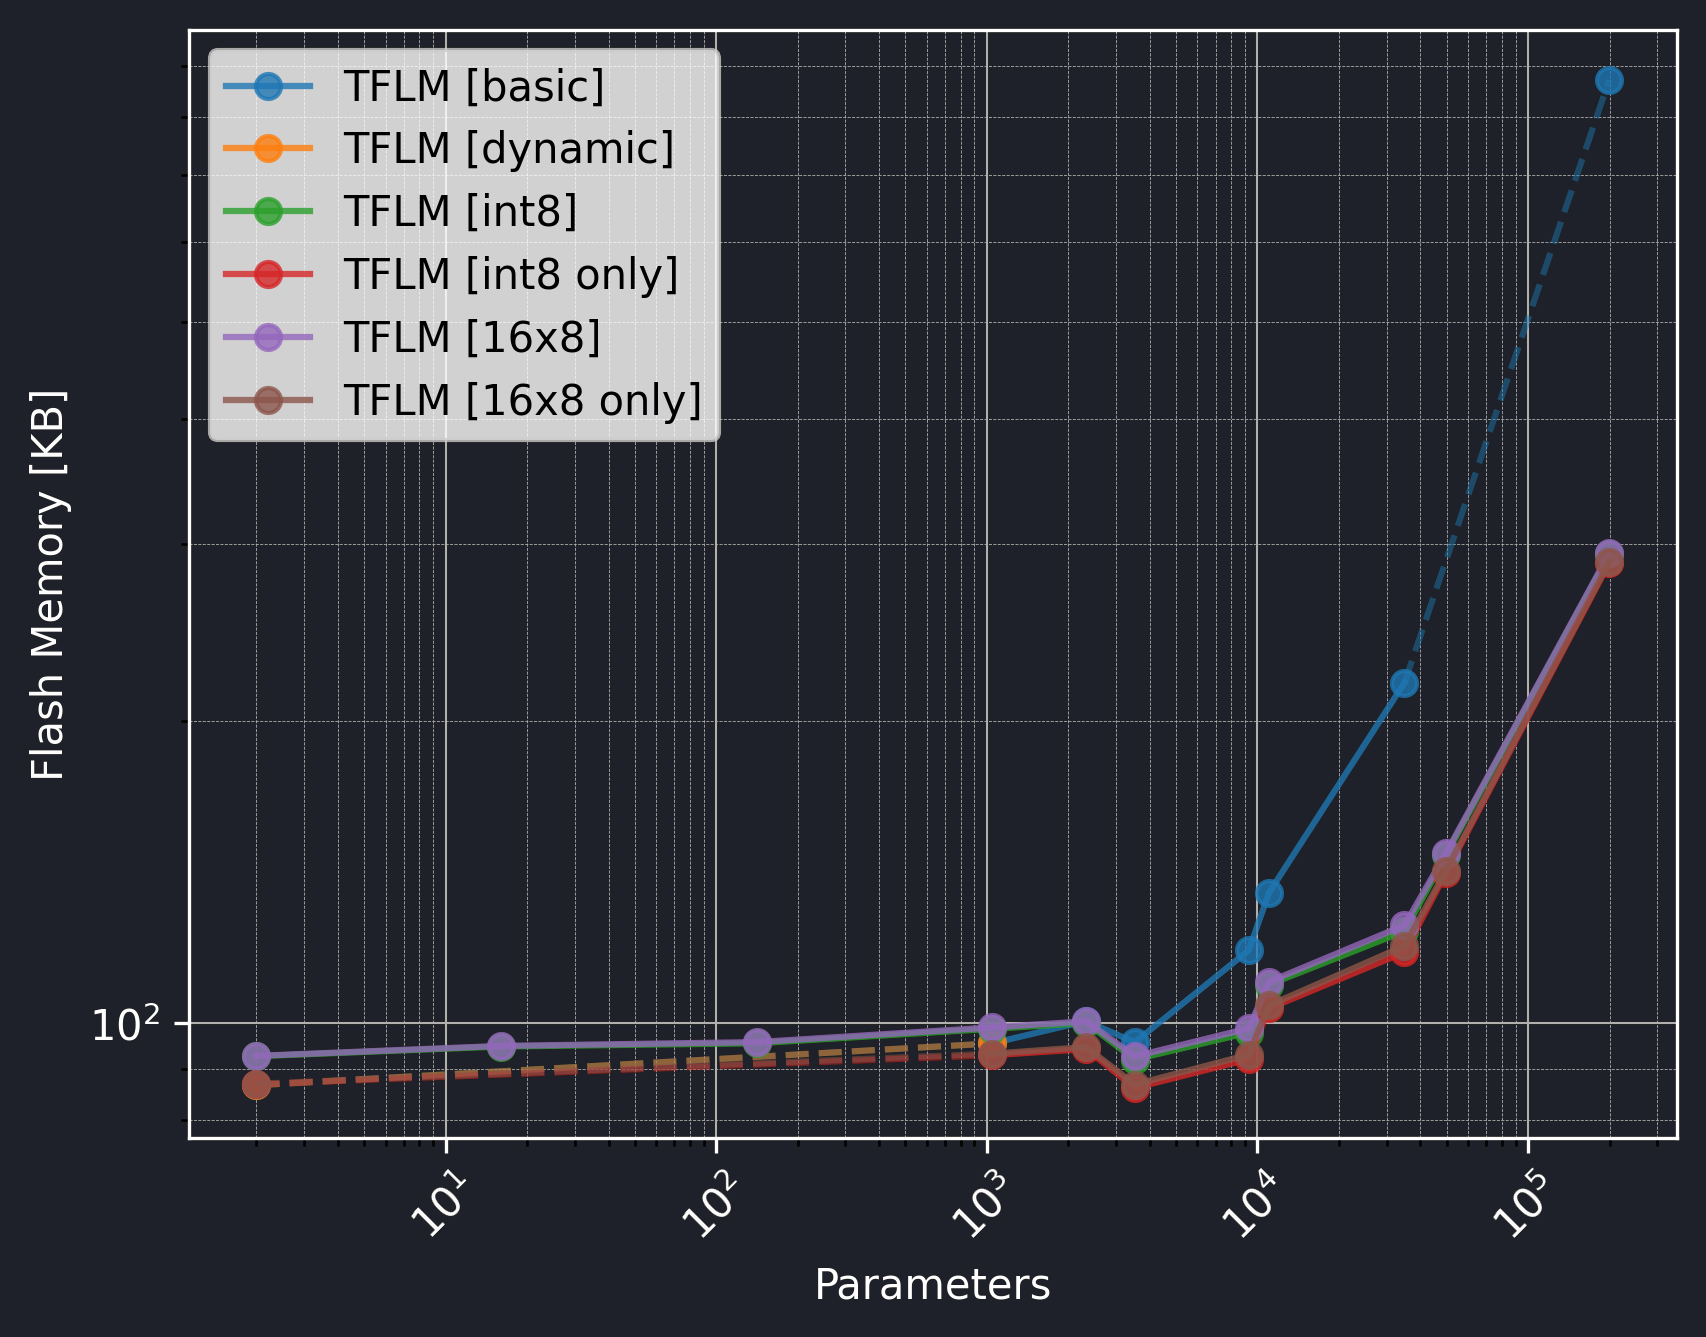 TFLM [basic]
TFLM [dynamic]
TFLM [int8]
TFLM [int8 only]
TFLM [16x8]
TFLM [16x8 only]
Flash Memory [KB]
10²
10¹ 10² 10³ 10⁴ 10⁵
Parameters